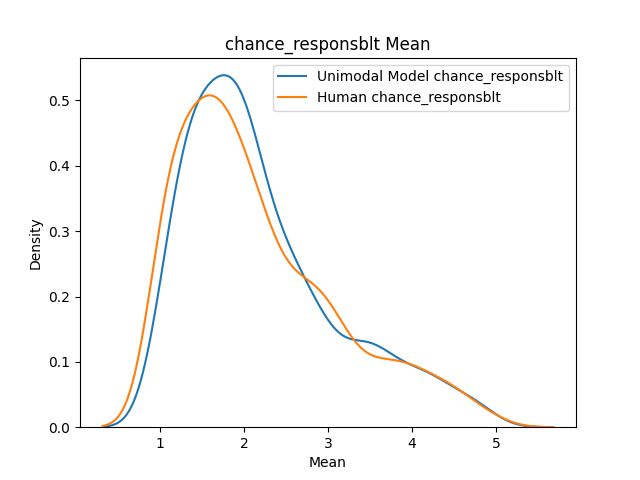 chance_responsblt Mean
Unimodal Model chance_responsblt
Human chance_responsblt
Density
0.5
0.4
0.3
0.2
0.1
0.0
1 2 3 4 5
Mean